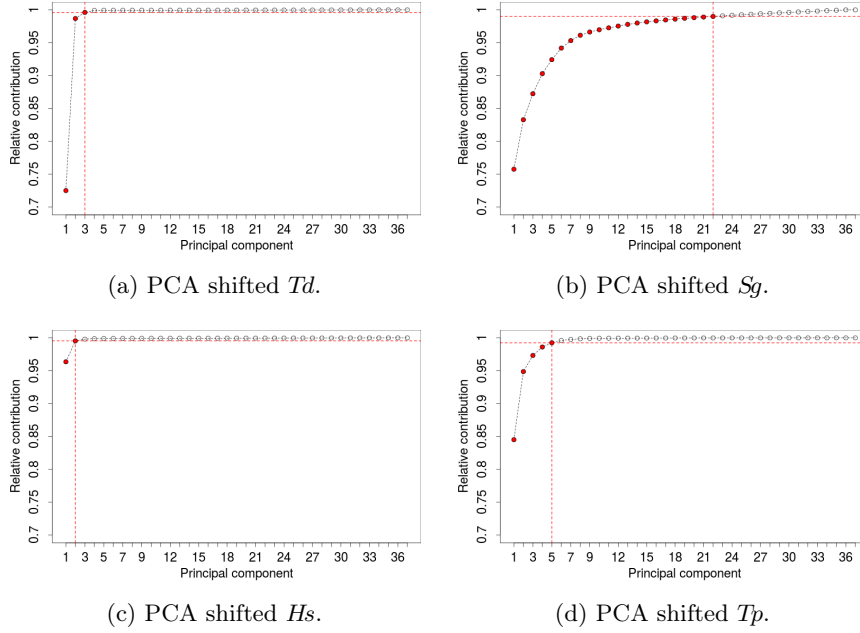 Relative contribution
1
0.95
0.9
0.85
0.8
0.75
0.7
1 3 5 7 9 12 15 18 21 24 27 30 33 36
Principal component
(a) PCA shifted Td.
Relative contribution
1
0.95
0.9
0.85
0.8
0.75
0.7
1 3 5 7 9 12 15 18 21 24 27 30 33 36
Principal component
(b) PCA shifted Sg.
Relative contribution
1
0.95
0.9
0.85
0.8
0.75
0.7
1 3 5 7 9 12 15 18 21 24 27 30 33 36
Principal component
(c) PCA shifted Hs.
Relative contribution
1
0.95
0.9
0.85
0.8
0.75
0.7
1 3 5 7 9 12 15 18 21 24 27 30 33 36
Principal component
(d) PCA shifted Tp.